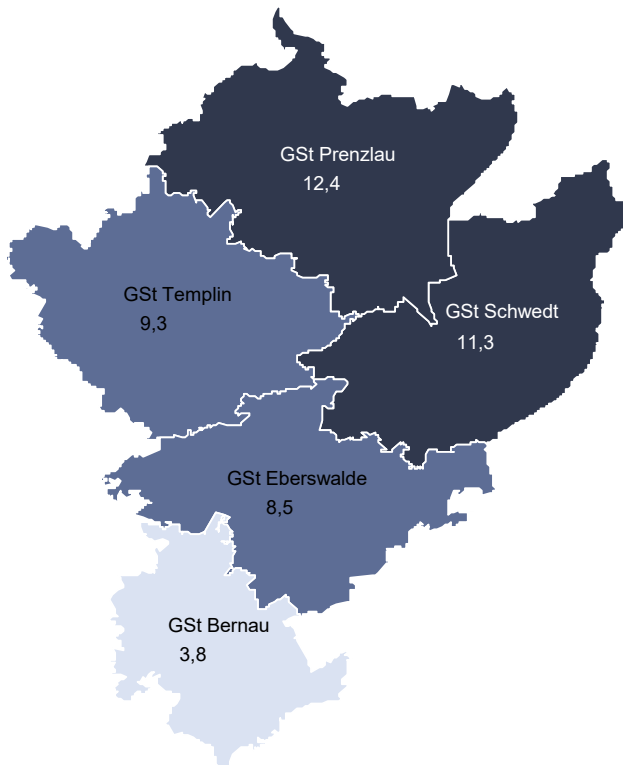 GSt Prenzlau
12,4
GSt Templin
9,3
GSt Schwedt
11,3
GSt Eberswalde
8,5
GSt Bernau
3,8